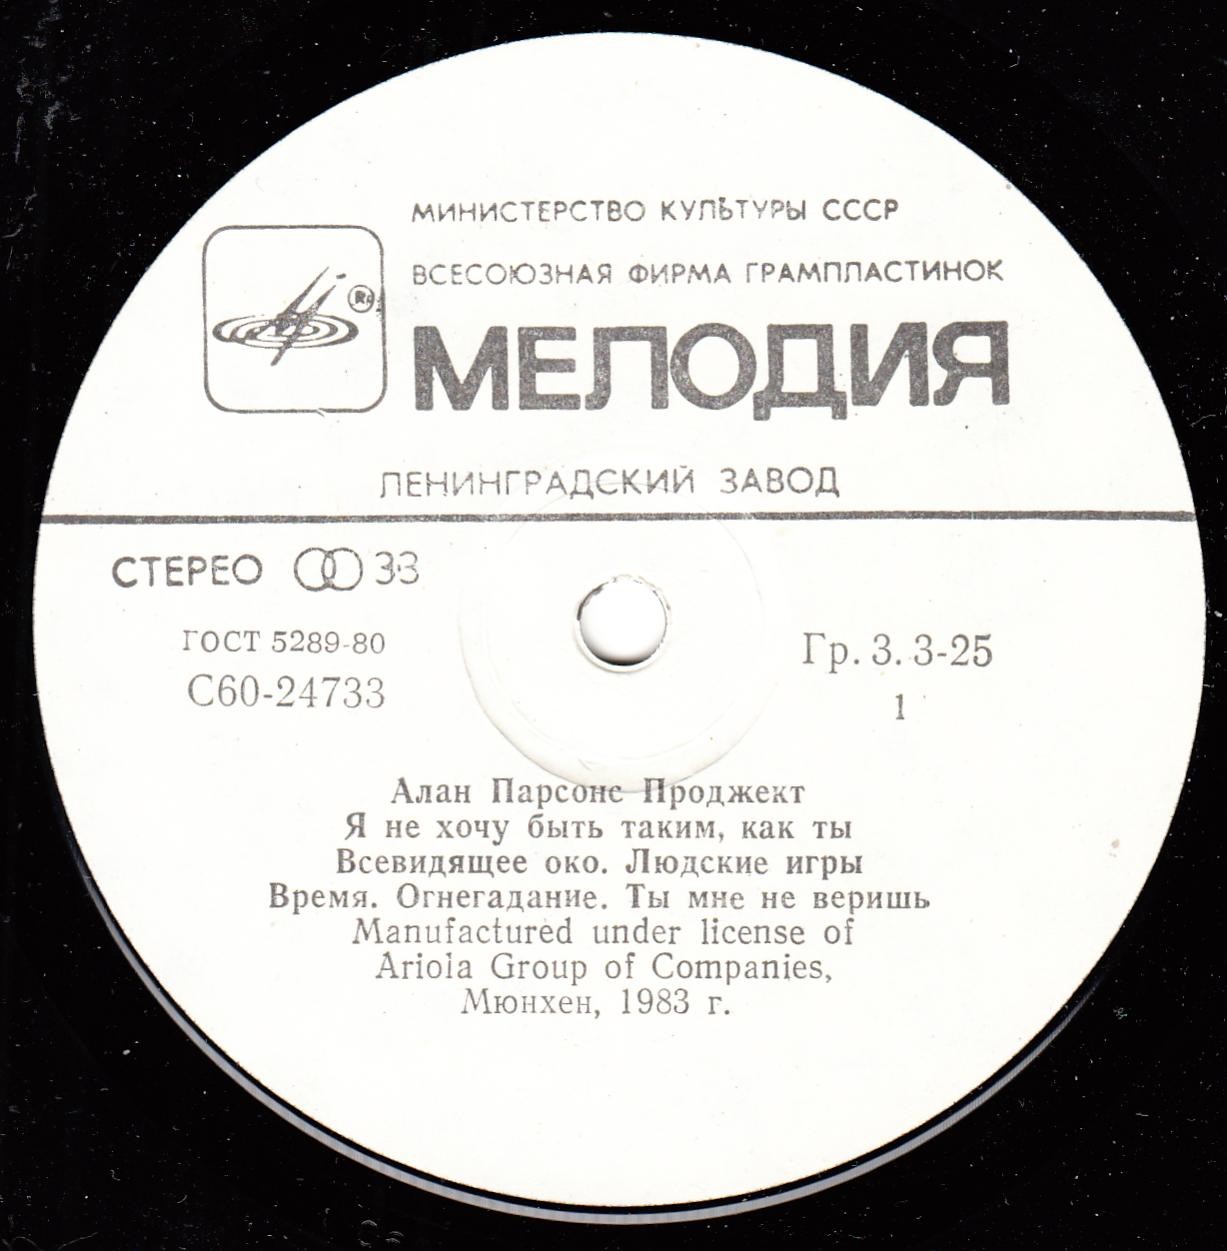 МИНИСТЕРСТВО КУЛЬТУРЫ СССР
ВСЕСОЮЗНАЯ ФИРМА ГРАМПЛАСТИНОК
®
МЕЛОДИЯ
ЛЕНИНГРАДСКИЙ ЗАВОД
СТЕРЕО 33
ГОСТ 5289-80
С60-24733
Гр. 3. 3-25
1
Алан Парсонс Проджект
Я не хочу быть таким, как ты
Всевидящее око. Людские игры
Время. Огнегадание. Ты мне не веришь
Manufactured under license of
Ariola Group of Companies,
Мюнхен, 1983 г.